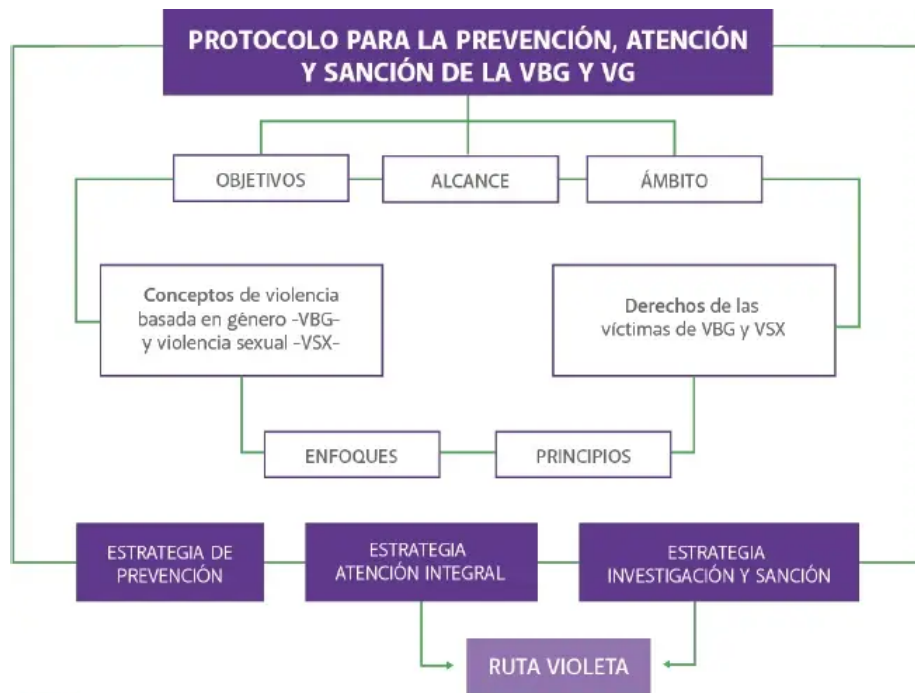 PROTOCOLO PARA LA PREVENCIÓN, ATENCIÓN
Y SANCIÓN DE LA VBG Y VG
OBJETIVOS
ALCANCE
ÁMBITO
Conceptos de violencia
basada en género -VBG-
y violencia sexual -VSX-
Derechos de las
víctimas de VBG y VSX
ENFOQUES
PRINCIPIOS
ESTRATEGIA DE
PREVENCIÓN
ESTRATEGIA
ATENCIÓN INTEGRAL
ESTRATEGIA
INVESTIGACIÓN Y SANCIÓN
RUTA VIOLETA